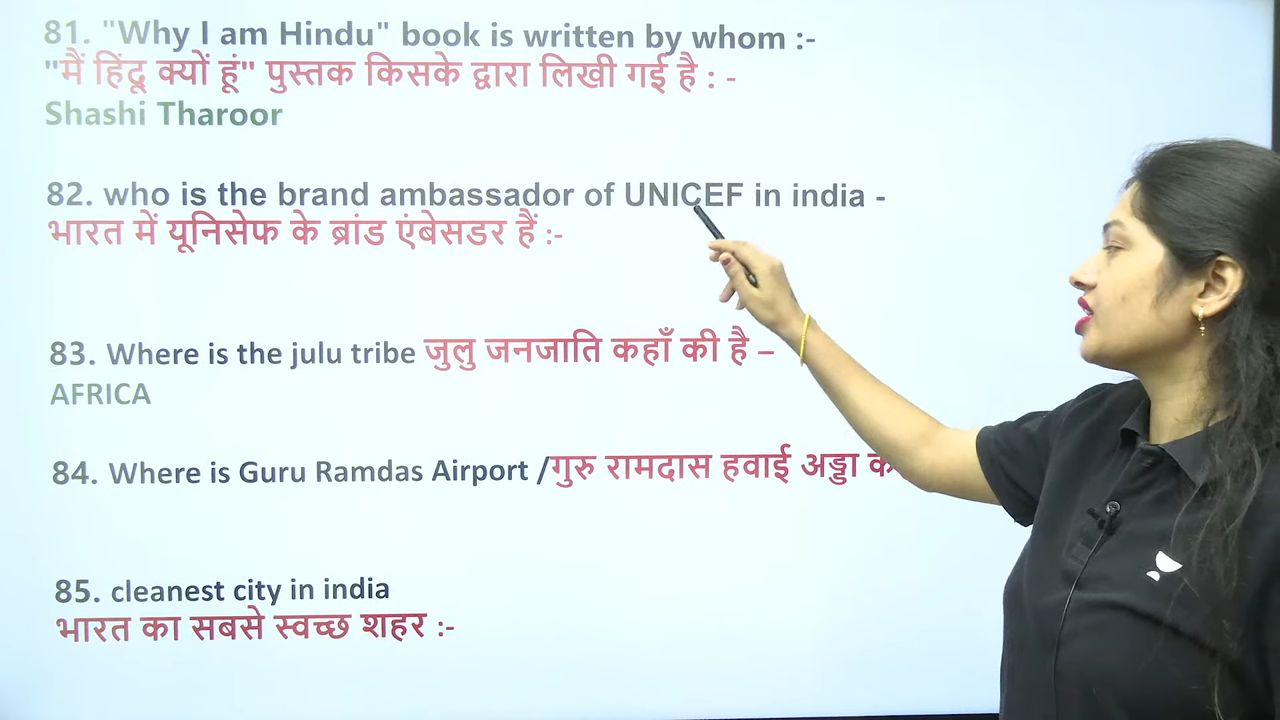 81. "Why I am Hindu" book is written by whom :-
"मैं हिंदू क्यों हूं" पुस्तक किसके द्वारा लिखी गई है : -
Shashi Tharoor
82. who is the brand ambassador of UNICEF in india -
भारत में यूनिसेफ के ब्रांड एंबेसडर हैं :-
83. Where is the julu tribe जुलु जनजाति कहाँ की है –
AFRICA
84. Where is Guru Ramdas Airport /गुरु रामदास हवाई अड्डा
85. cleanest city in india
भारत का सबसे स्वच्छ शहर :-